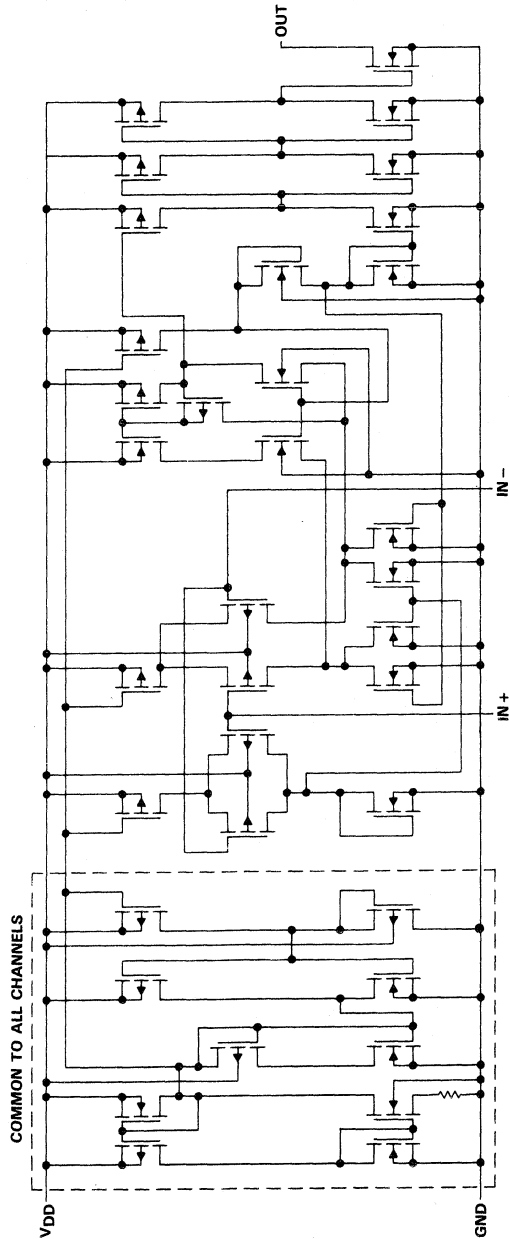 COMMON TO ALL CHANNELS
VDD
GND
IN +
IN −
OUT